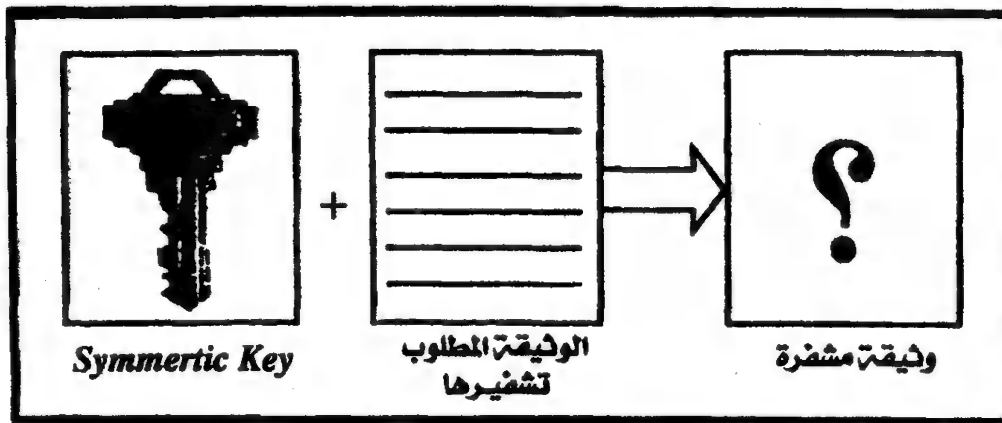 +
؟
Symmertic Key
الوثيقة المطلوب
تشفيرها
وثيقة مشفرة